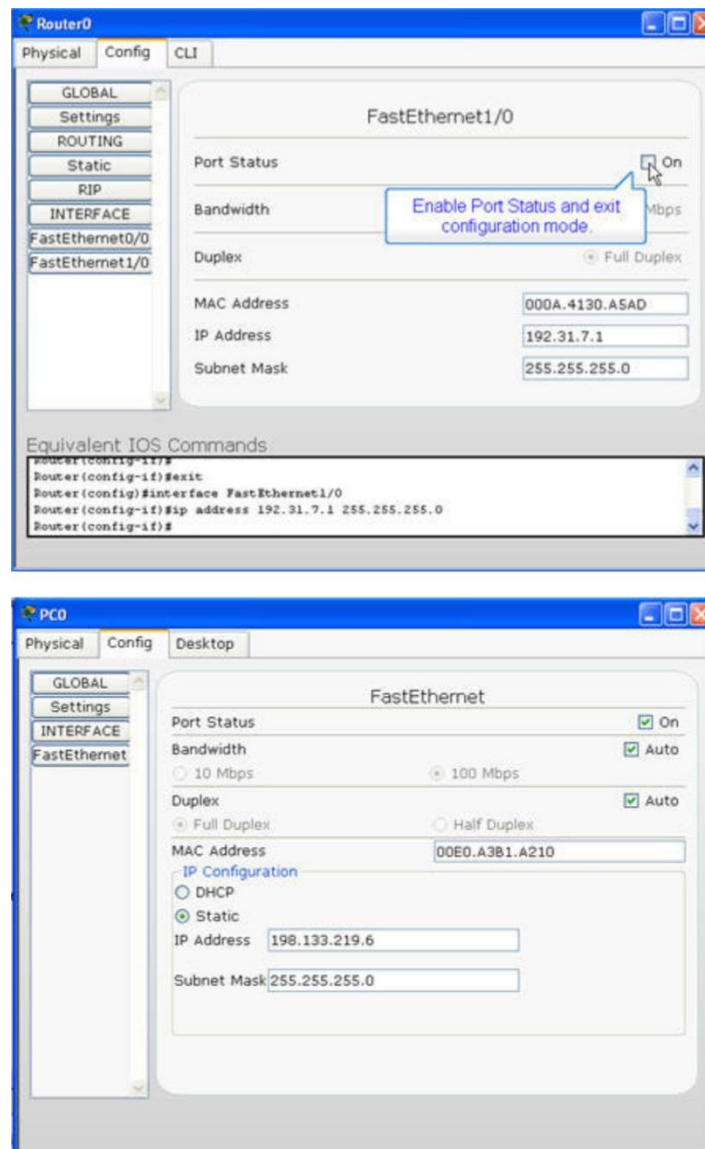 Router0
Physical Config CLI
GLOBAL
Settings
ROUTING
Static
RIP
INTERFACE
FastEthernet0/0
FastEthernet1/0
FastEthernet1/0
Port Status On
Bandwidth Mbps
Enable Port Status and exit
configuration mode.
Duplex Full Duplex
MAC Address 000A.4130.A5AD
IP Address 192.31.7.1
Subnet Mask 255.255.255.0
Equivalent IOS Commands
Router(config-if)#
Router(config-if)#exit
Router(config)#interface FastEthernet1/0
Router(config-if)#ip address 192.31.7.1 255.255.255.0
Router(config-if)#
PC0
Physical Config Desktop
GLOBAL
Settings
INTERFACE
FastEthernet
FastEthernet
Port Status On
Bandwidth Auto
10 Mbps 100 Mbps
Duplex Auto
Full Duplex Half Duplex
MAC Address 00E0.A3B1.A210
IP Configuration
DHCP
Static
IP Address 198.133.219.6
Subnet Mask 255.255.255.0